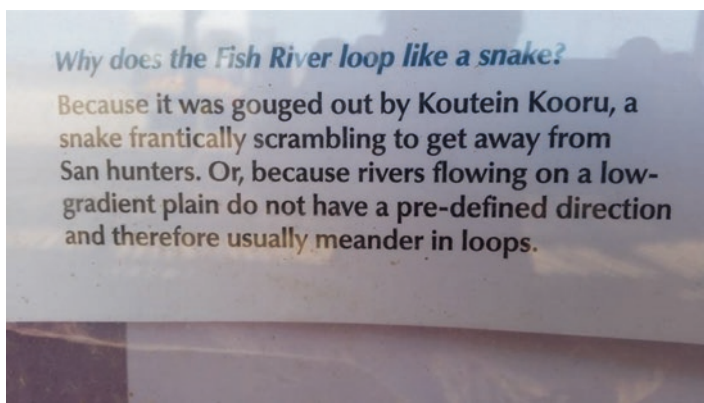 Why does the Fish River loop like a snake?
Because it was gouged out by Koutein Kooru, a
snake frantically scrambling to get away from
San hunters. Or, because rivers flowing on a low-
gradient plain do not have a pre-defined direction
and therefore usually meander in loops.